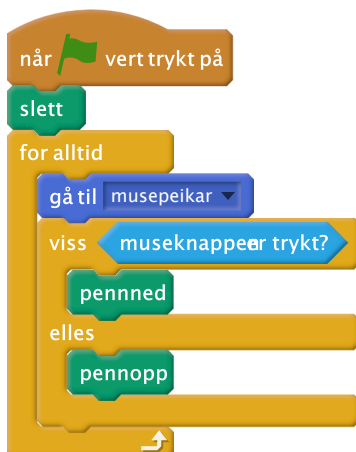 når vert trykt på
slett
for alltid
gå til musepeikar
viss museknappen er trykt?
pennned
elles
pennopp